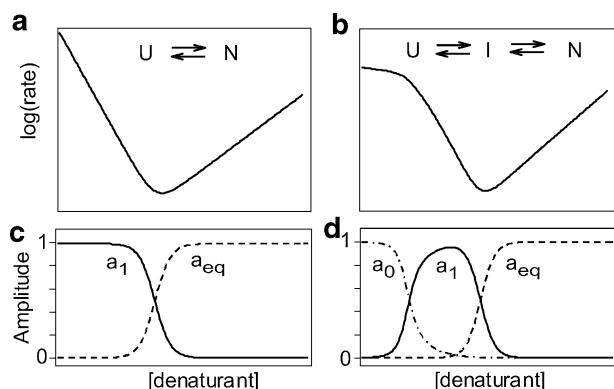 a
b
U ⇌ N
U ⇌ I ⇌ N
log(rate)
c
d
1
a1
aeq
0
Amplitude
[denaturant]
1
a0
a1
aeq
0
[denaturant]